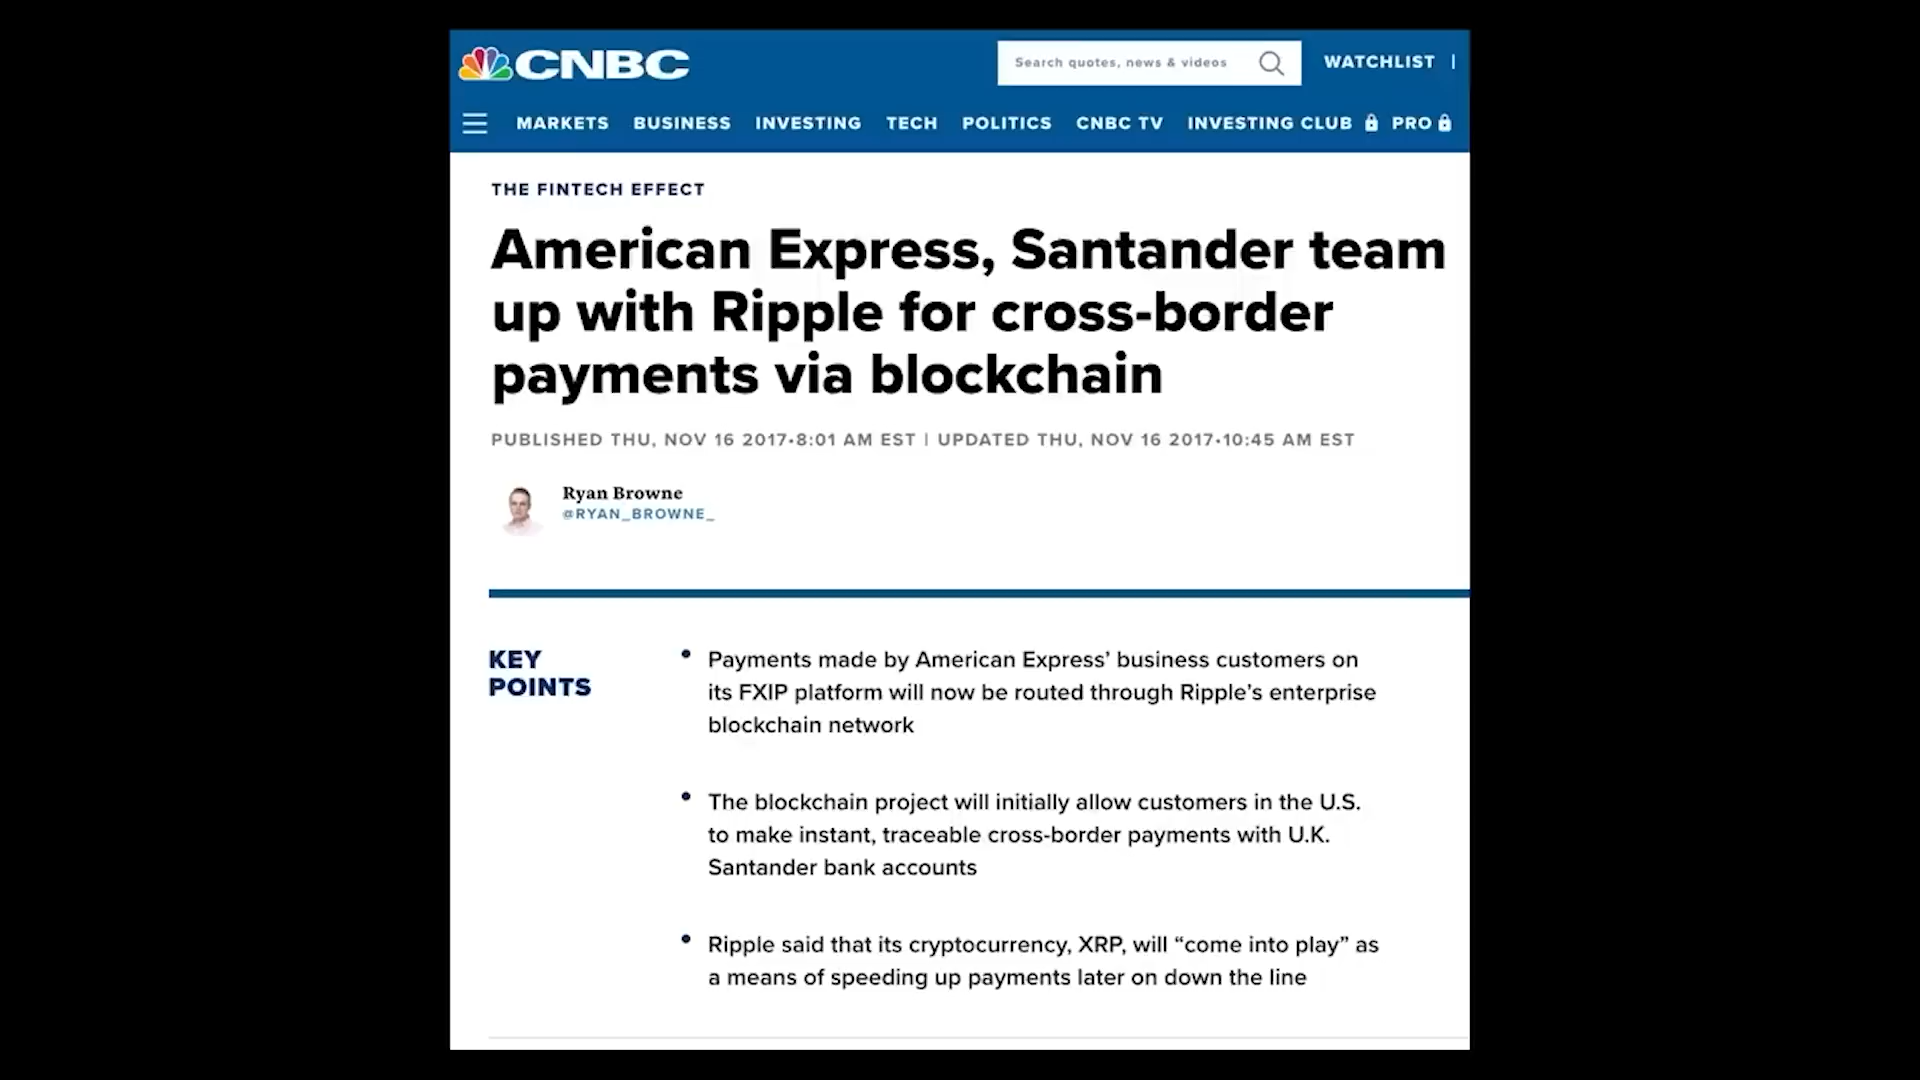 CNBC
Search quotes, news & videos
WATCHLIST |
MARKETS BUSINESS INVESTING TECH POLITICS CNBC TV INVESTING CLUB PRO
THE FINTECH EFFECT
American Express, Santander team
up with Ripple for cross-border
payments via blockchain
PUBLISHED THU, NOV 16 2017•8:01 AM EST | UPDATED THU, NOV 16 2017•10:45 AM EST
Ryan Browne
@RYAN_BROWNE_
KEY
POINTS
• Payments made by American Express’ business customers on
its FXIP platform will now be routed through Ripple’s enterprise
blockchain network
• The blockchain project will initially allow customers in the U.S.
to make instant, traceable cross-border payments with U.K.
Santander bank accounts
• Ripple said that its cryptocurrency, XRP, will “come into play” as
a means of speeding up payments later on down the line